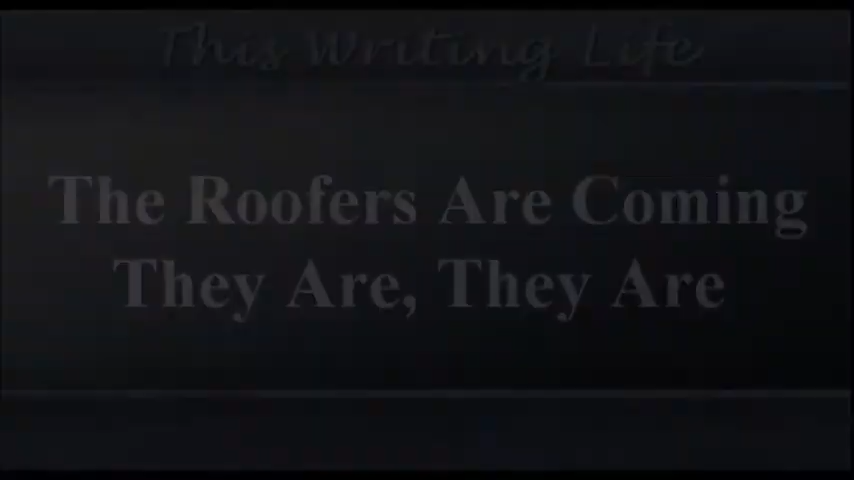 This Writing Life
The Roofers Are Coming
They Are, They Are